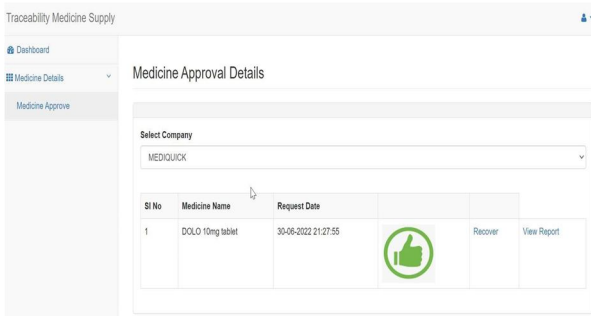 Traceability Medicine Supply
Dashboard
Medicine Details
Medicine Approve
Medicine Approval Details
Select Company
MEDIQUICK
Sl No Medicine Name Request Date
1 DOLO 10mg tablet 30-06-2022 21:27:55 Recover View Report